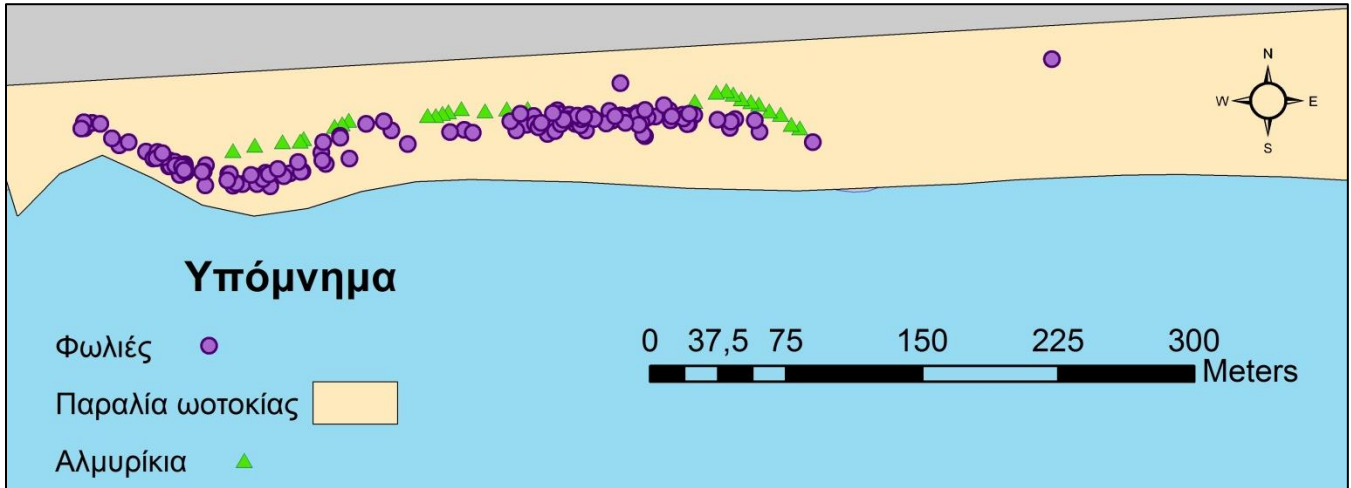 N
W E
S
Υπόμνημα
Φωλιές
Παραλία ωοτοκίας
Αλμυρίκια
0 37,5 75 150 225 300
Meters